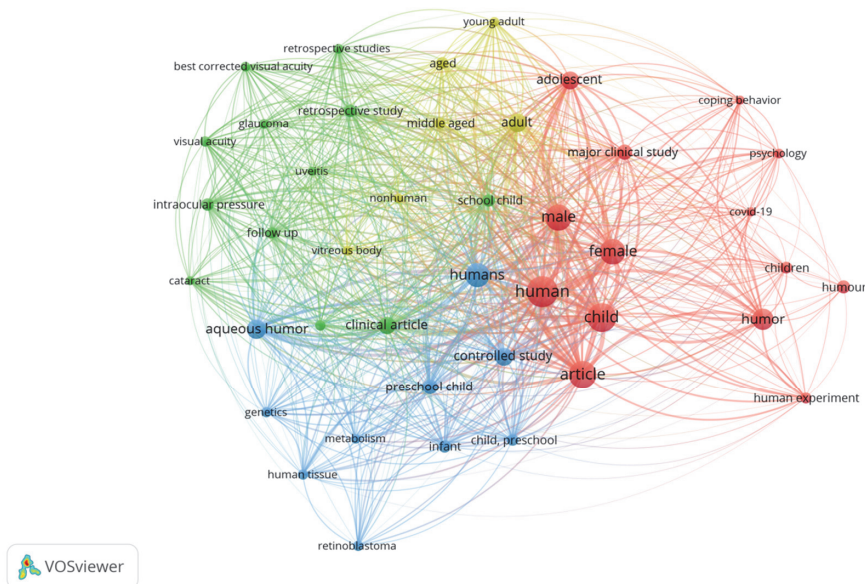 young adult
retrospective studies
aged
best corrected visual acuity
adolescent
coping behavior
retrospective study
glaucoma
middle aged
adult
visual acuity
major clinical study
psychology
uveitis
nonhuman
school child
intraocular pressure
male
covid-19
follow up
vitreous body
female
humans
children
cataract
human
humour
aqueous humor
clinical article
child
humor
controlled study
article
preschool child
human experiment
genetics
metabolism
infant
child, preschool
human tissue
retinoblastoma
VOSviewer